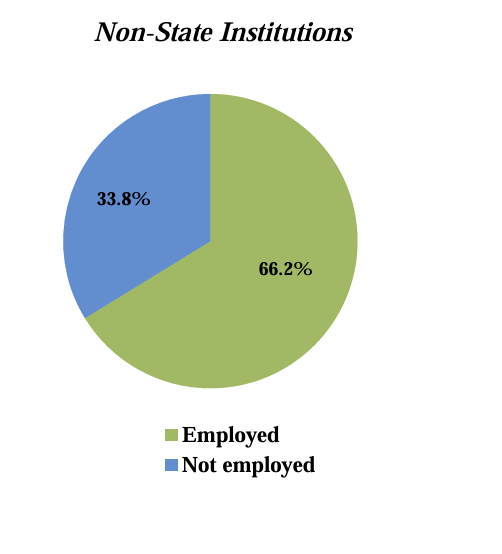 Non-State Institutions
33.8%
66.2%
Employed
Not employed